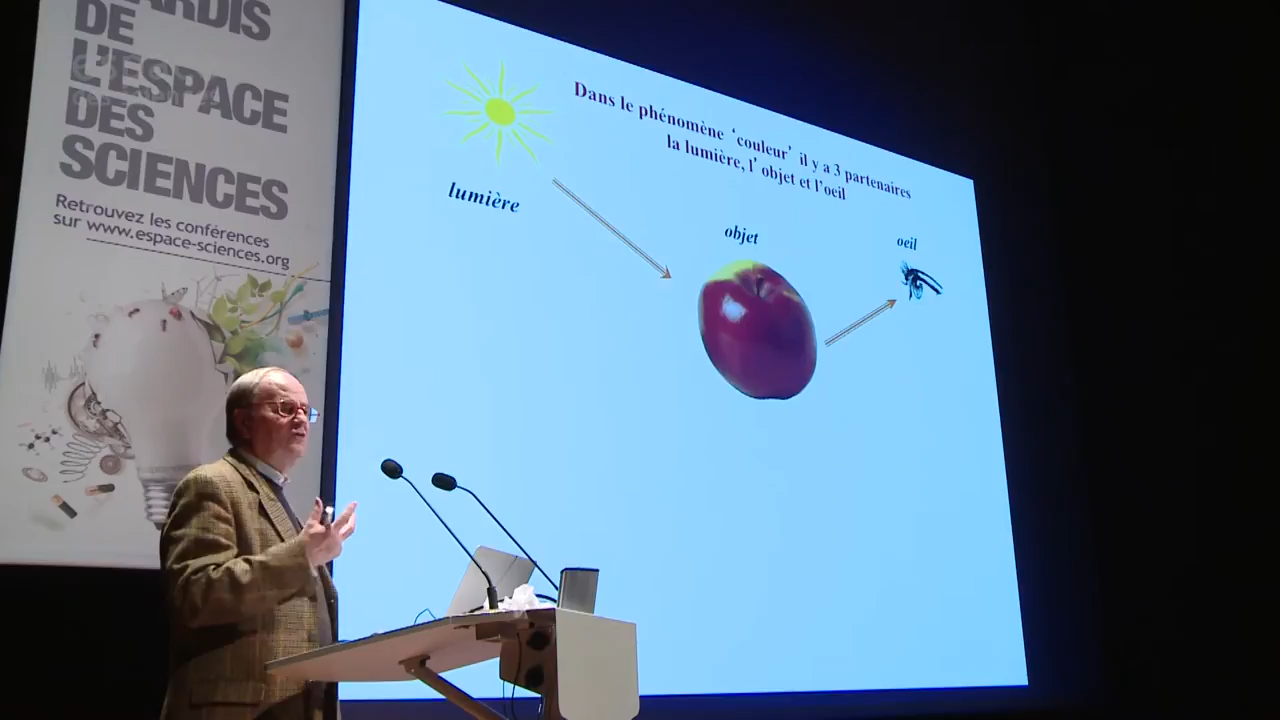 DE
L'ESPACE
DES
SCIENCES
Retrouvez les conférences
sur www.espace-sciences.org
Dans le phénomène 'couleur' il y a 3 partenaires
la lumière, l' objet et l'oeil
lumière
objet
oeil